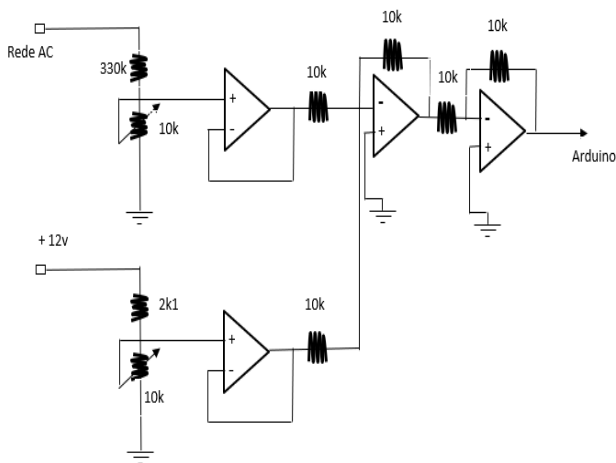 Rede AC
330k
10k
10k
10k
10k
10k
+
-
-
+
-
+
Arduino
+ 12v
2k1
10k
10k
+
-